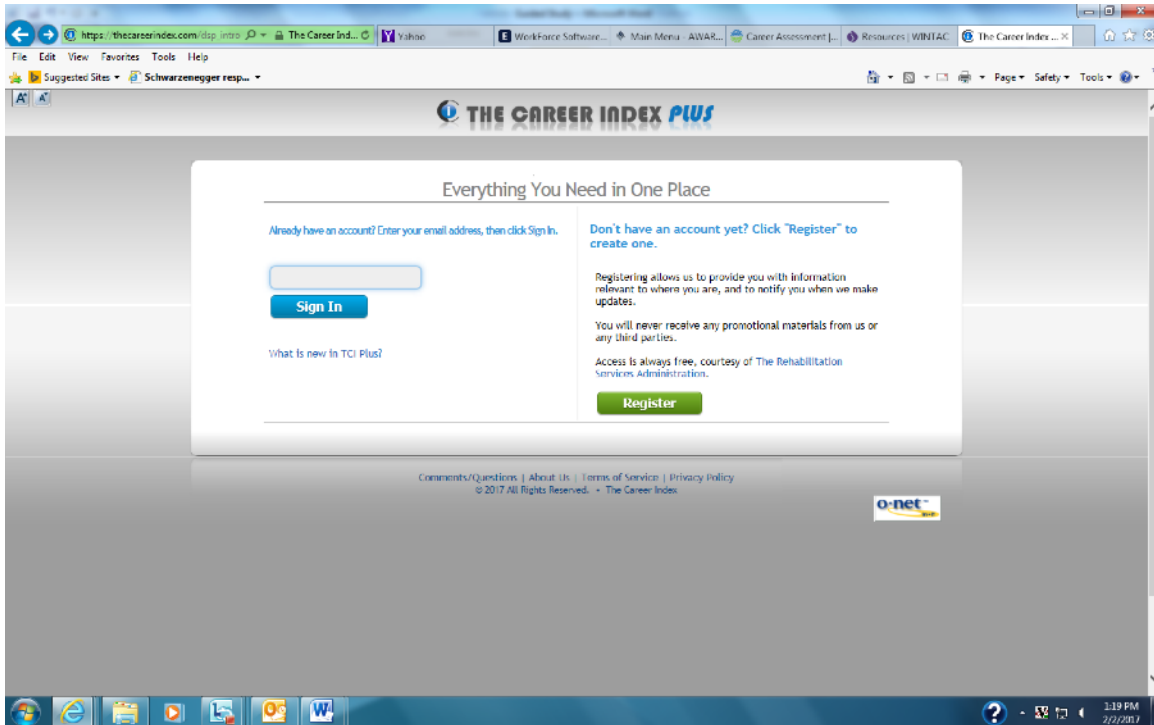 https://thecareerindex.com/dsp_intro
The Career Ind...
Yahoo
WorkForce Software...
Main Menu - AWAR...
Career Assessment |...
Resources | WINTAC
The Career Index ...
File Edit View Favorites Tools Help
Suggested Sites
Schwarzenegger resp...
Page Safety Tools
A+ A-
THE CAREER INDEX PLUS
Everything You Need in One Place
Already have an account? Enter your email address, then click Sign In.
Sign In
What is new in TCI Plus?
Don't have an account yet? Click "Register" to
create one.
Registering allows us to provide you with information
relevant to where you are, and to notify you when we make
updates.
You will never receive any promotional materials from us or
any third parties.
Access is always free, courtesy of The Rehabilitation
Services Administration.
Register
Comments/Questions | About Us | Terms of Service | Privacy Policy
© 2017 All Rights Reserved. • The Career Index
o·net™
1:19 PM
2/2/2017